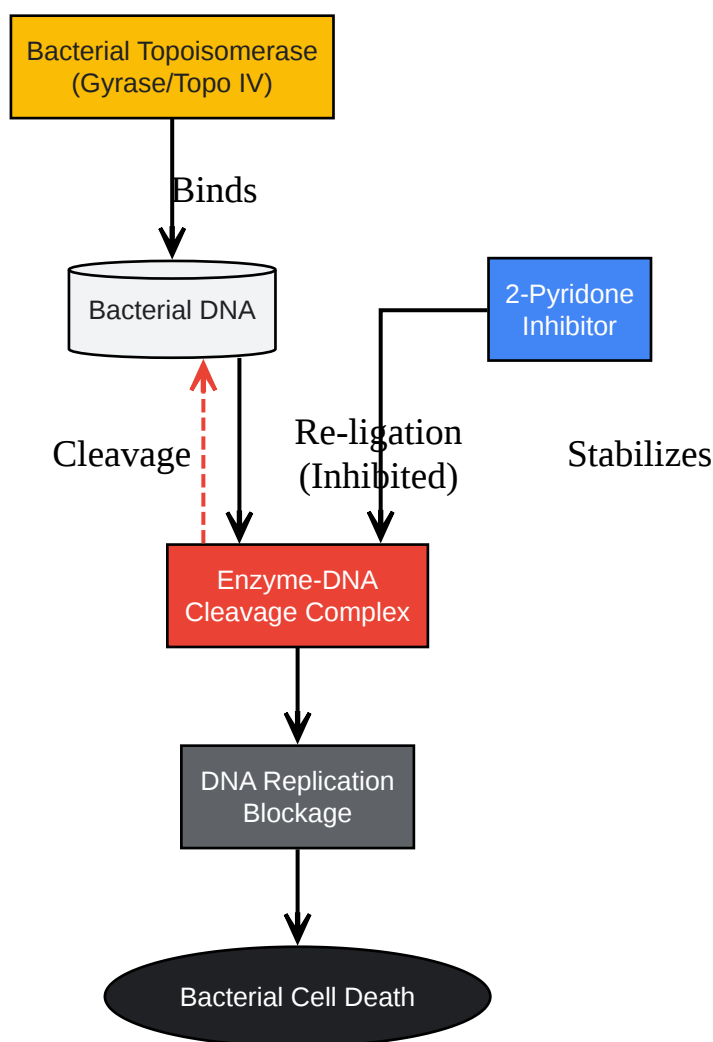 Bacterial Topoisomerase
(Gyrase/Topo IV)
Binds
Bacterial DNA
2-Pyridone
Inhibitor
Cleavage
Re-ligation
(Inhibited)
Stabilizes
Enzyme-DNA
Cleavage Complex
DNA Replication
Blockage
Bacterial Cell Death